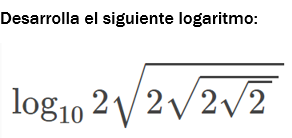 Desarrolla el siguiente logaritmo:
log₁₀ 2√(2√(2√2))